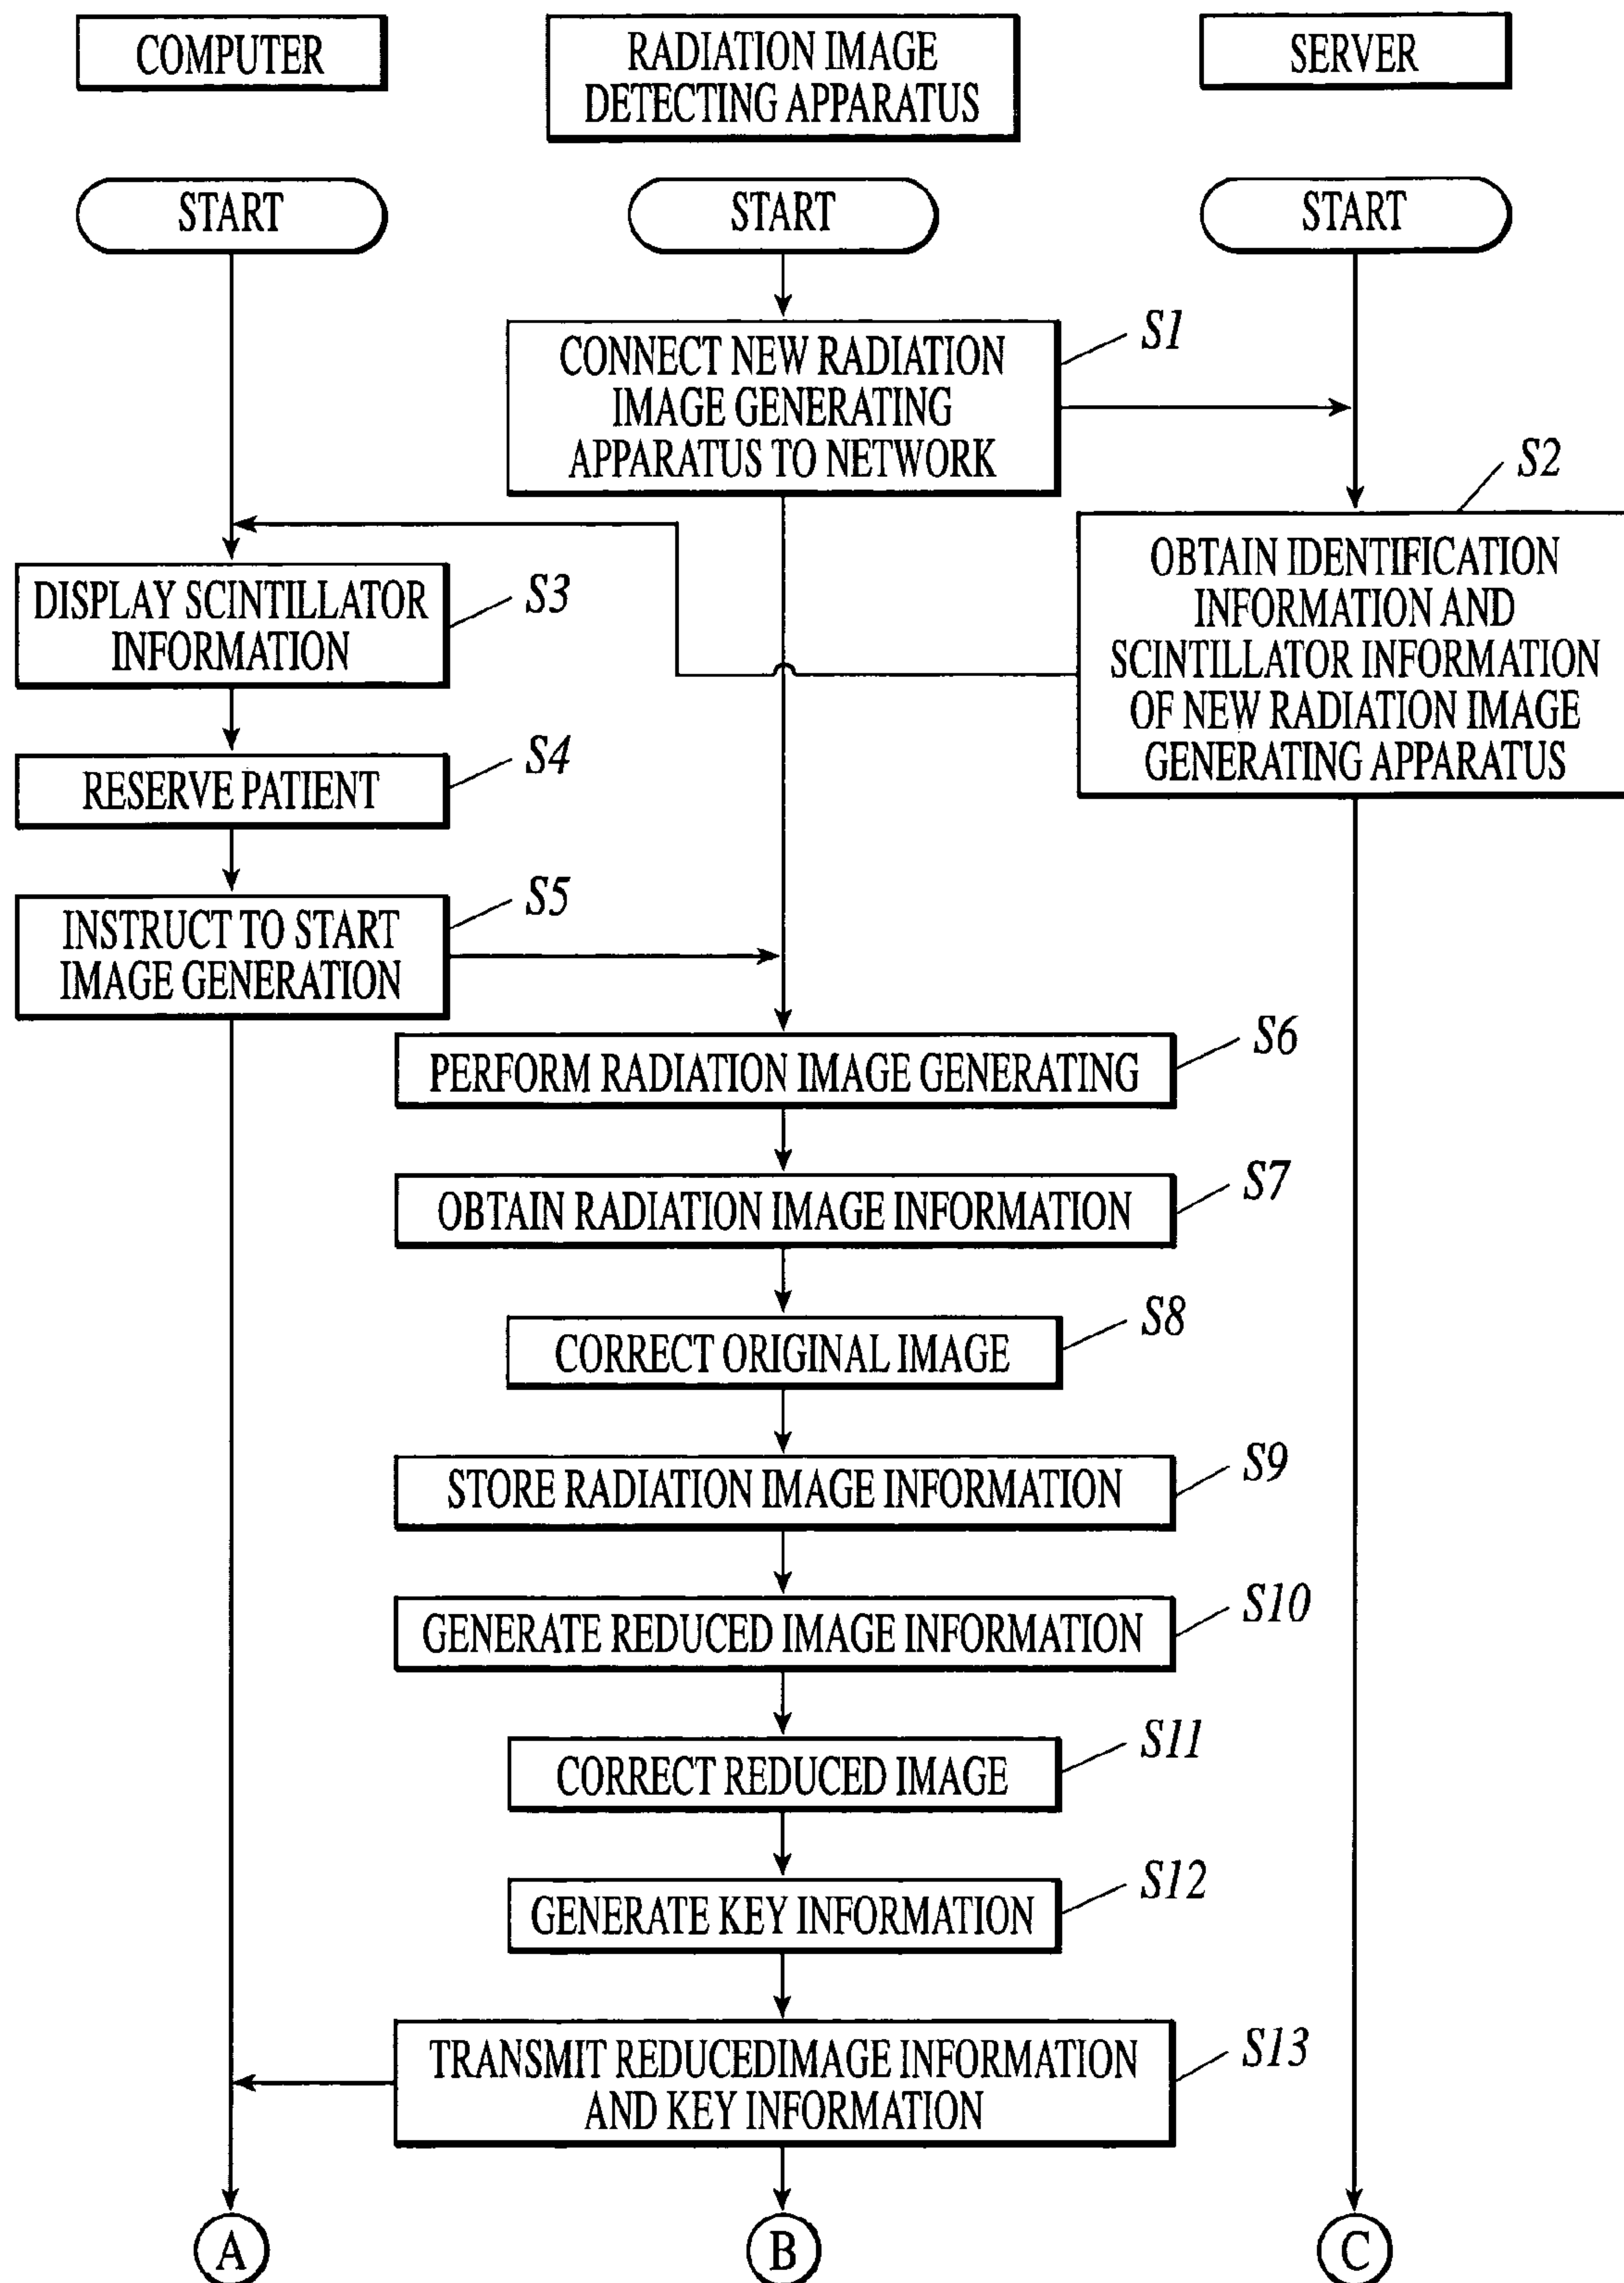 COMPUTER
RADIATION IMAGE
DETECTING APPARATUS
SERVER
START
START
START
CONNECT NEW RADIATION
IMAGE GENERATING
APPARATUS TO NETWORK
S1
OBTAIN IDENTIFICATION
INFORMATION AND
SCINTILLATOR INFORMATION
OF NEW RADIATION IMAGE
GENERATING APPARATUS
S2
DISPLAY SCINTILLATOR
INFORMATION
S3
RESERVE PATIENT
S4
INSTRUCT TO START
IMAGE GENERATION
S5
PERFORM RADIATION IMAGE GENERATING
S6
OBTAIN RADIATION IMAGE INFORMATION
S7
CORRECT ORIGINAL IMAGE
S8
STORE RADIATION IMAGE INFORMATION
S9
GENERATE REDUCED IMAGE INFORMATION
S10
CORRECT REDUCED IMAGE
S11
GENERATE KEY INFORMATION
S12
TRANSMIT REDUCEDIMAGE INFORMATION
AND KEY INFORMATION
S13
A
B
C